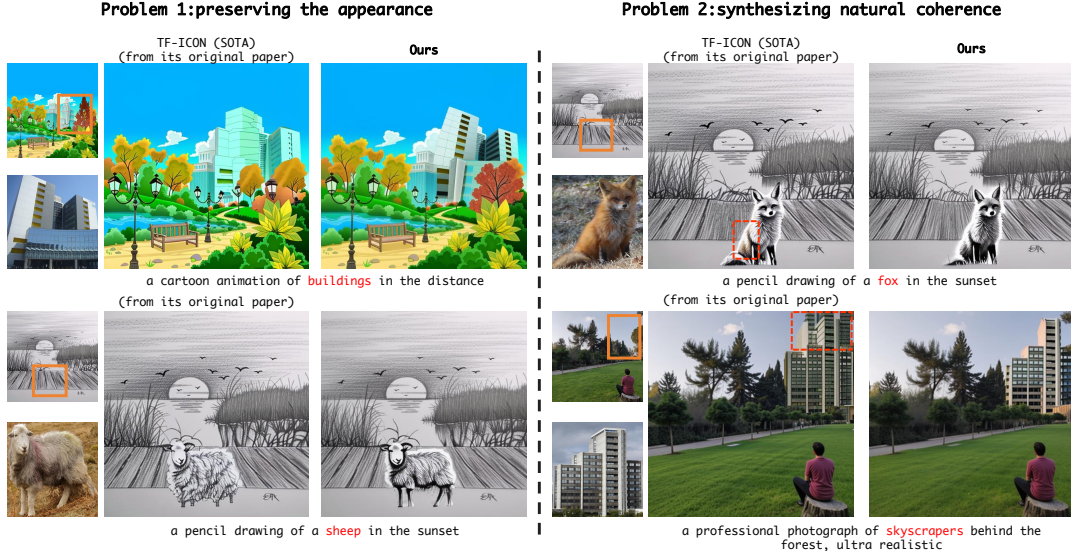 Problem 1:preserving the appearance
TF-ICON (SOTA)
(from its original paper)
Ours
a cartoon animation of buildings in the distance
(from its original paper)
a pencil drawing of a sheep in the sunset
Problem 2:synthesizing natural coherence
TF-ICON (SOTA)
(from its original paper)
Ours
a pencil drawing of a fox in the sunset
(from its original paper)
a professional photograph of skyscrapers behind the
forest, ultra realistic